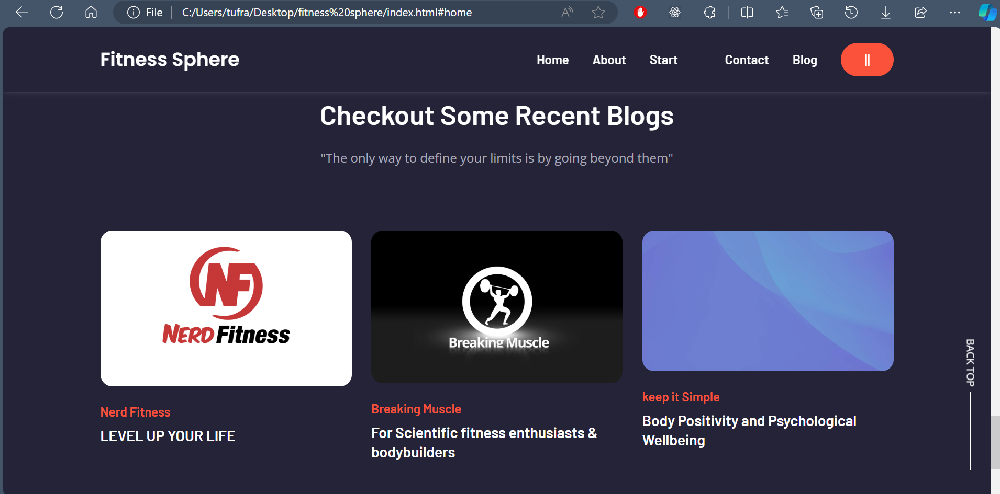 File
C:/Users/tufra/Desktop/fitness%20sphere/index.html#home
Fitness Sphere
Home
About
Start
Contact
Blog
Checkout Some Recent Blogs
"The only way to define your limits is by going beyond them"
NF
NERD Fitness
Breaking Muscle
Nerd Fitness
LEVEL UP YOUR LIFE
Breaking Muscle
For Scientific fitness enthusiasts &
bodybuilders
keep it Simple
Body Positivity and Psychological
Wellbeing
BACK TOP